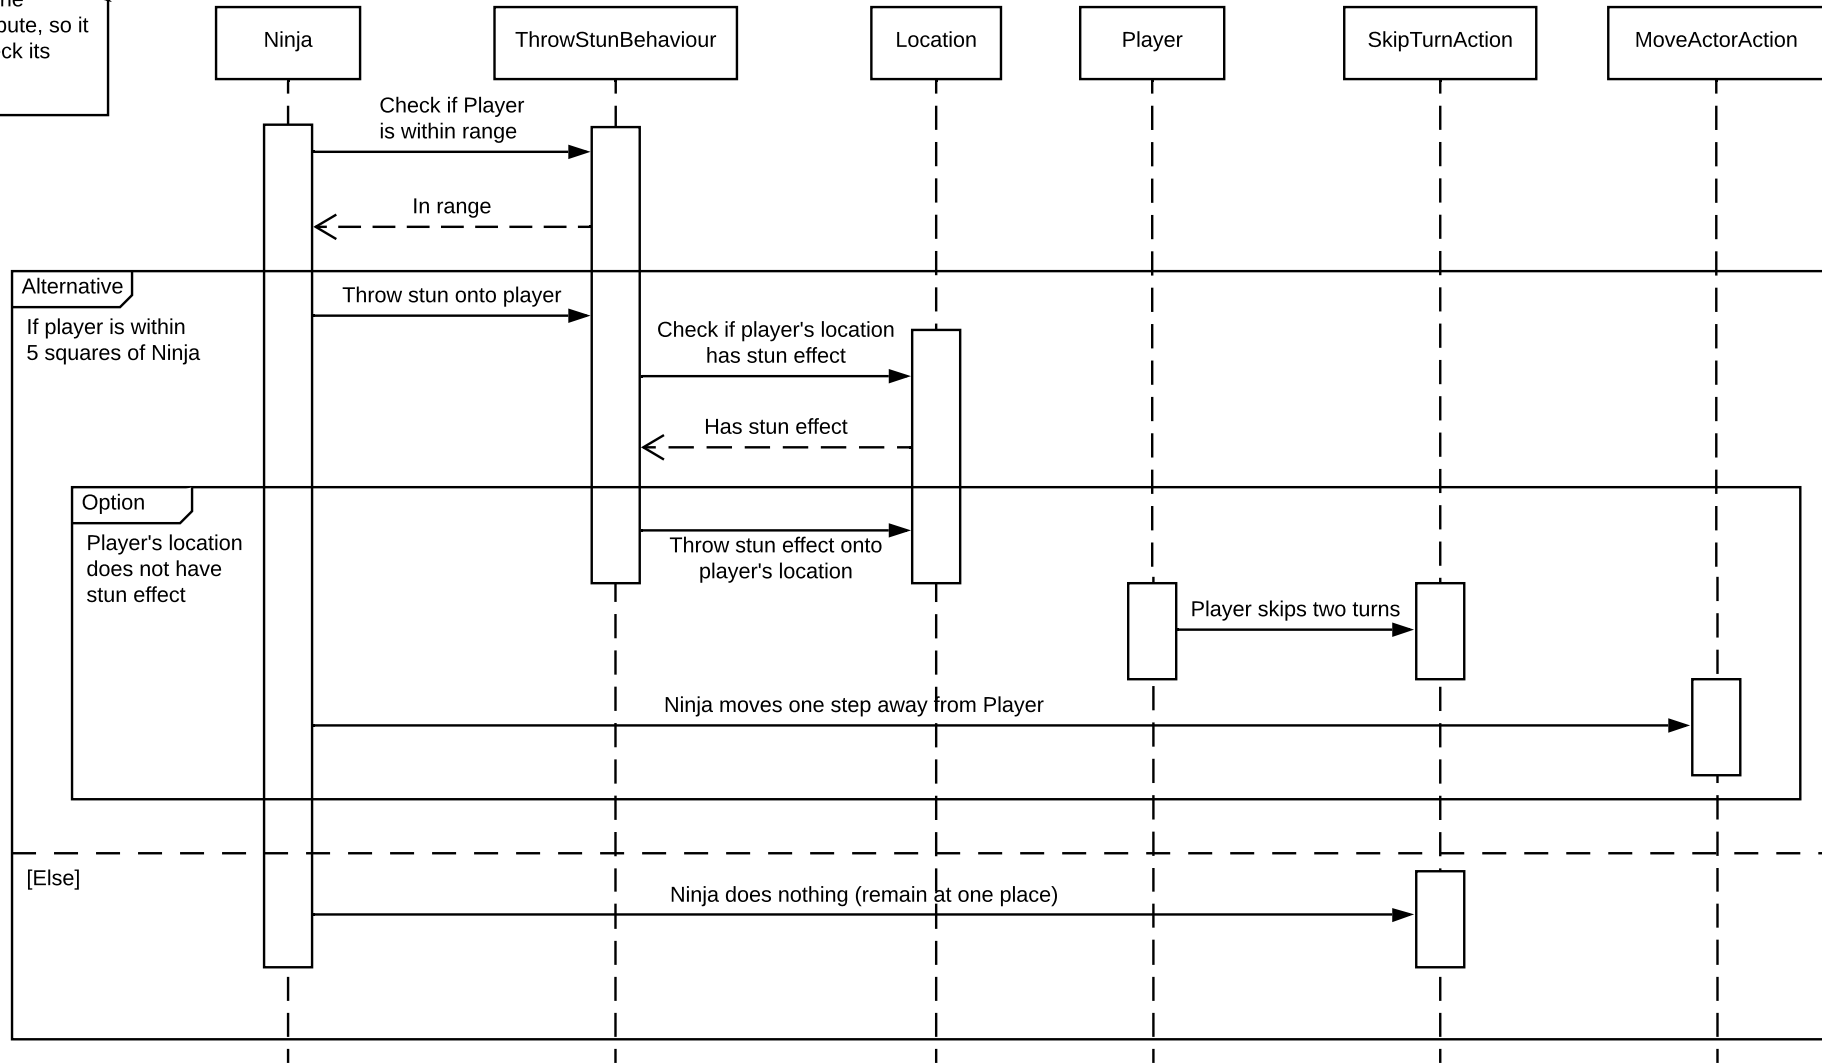 so it
its
Ninja
ThrowStunBehaviour
Location
Player
SkipTurnAction
MoveActorAction
Check if Player
is within range
In range
Alternative
If player is within
5 squares of Ninja
Throw stun onto player
Check if player's location
has stun effect
Has stun effect
Option
Player's location
does not have
stun effect
Throw stun effect onto
player's location
Player skips two turns
Ninja moves one step away from Player
[Else]
Ninja does nothing (remain at one place)